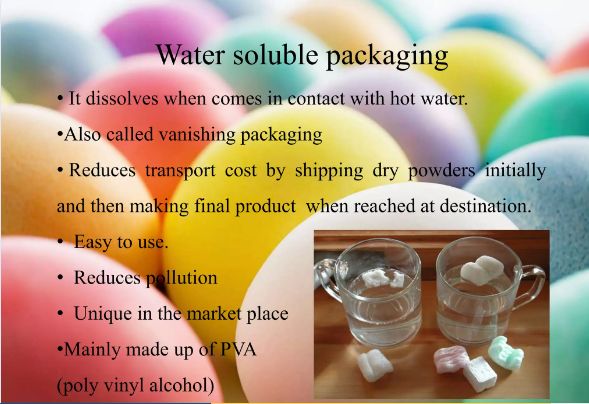 Water soluble packaging
• It dissolves when comes in contact with hot water.
•Also called vanishing packaging
• Reduces transport cost by shipping dry powders initially
and then making final product when reached at destination.
• Easy to use.
• Reduces pollution
• Unique in the market place
•Mainly made up of PVA
(poly vinyl alcohol)